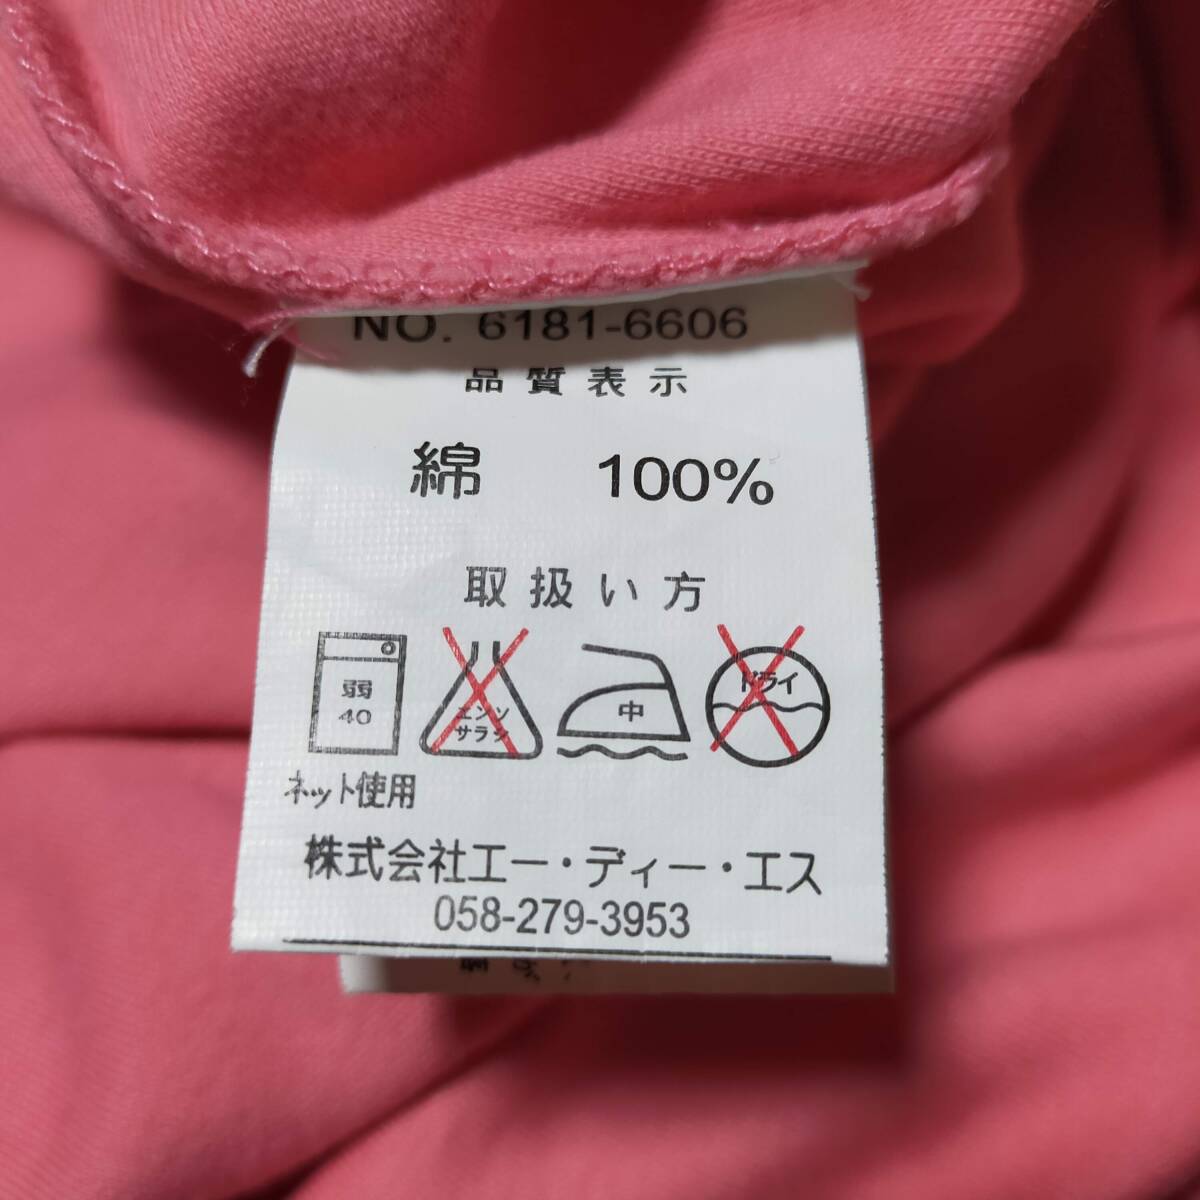 NO. 6181-6606
品質表示
綿 100%
取扱い方
弱 40
エンソ サラシ
中
ドライ
ネット使用
株式会社エー・ディー・エス
058-279-3953